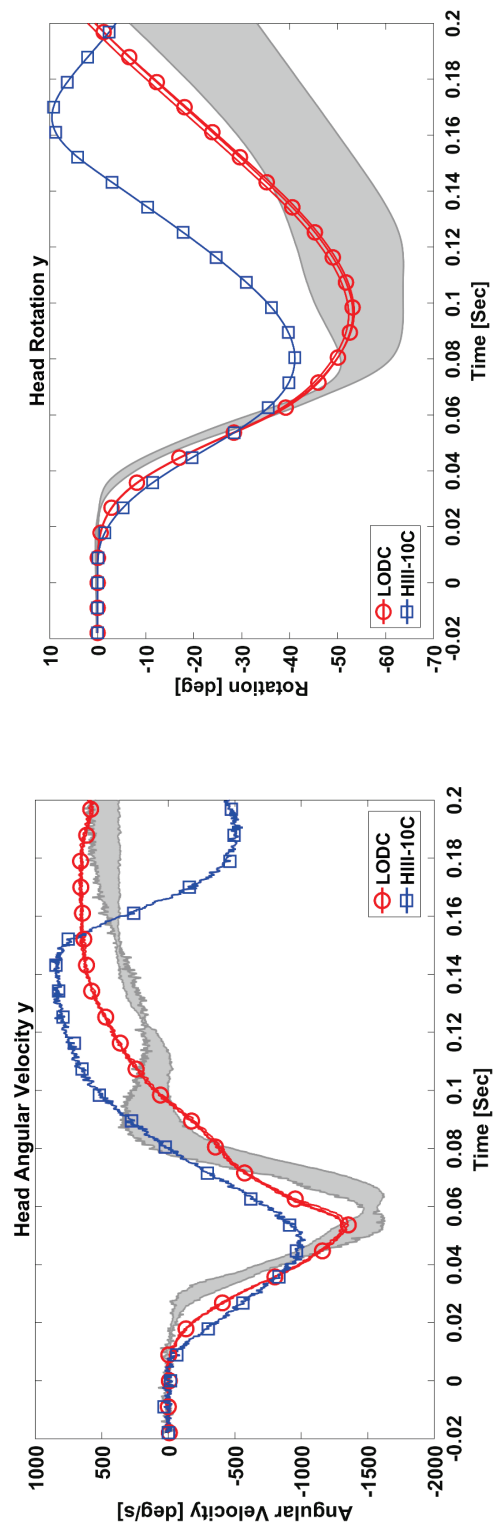 Head Angular Velocity y
1000
500
0
-500
-1000
-1500
-2000
Angular Velocity [deg/s]
-0.02 0 0.02 0.04 0.06 0.08 0.1 0.12 0.14 0.16 0.18 0.2
Time [Sec]
LODC
HIII-10C
Head Rotation y
10
0
-10
-20
-30
-40
-50
-60
-70
Rotation [deg]
-0.02 0 0.02 0.04 0.06 0.08 0.1 0.12 0.14 0.16 0.18 0.2
Time [Sec]
LODC
HIII-10C